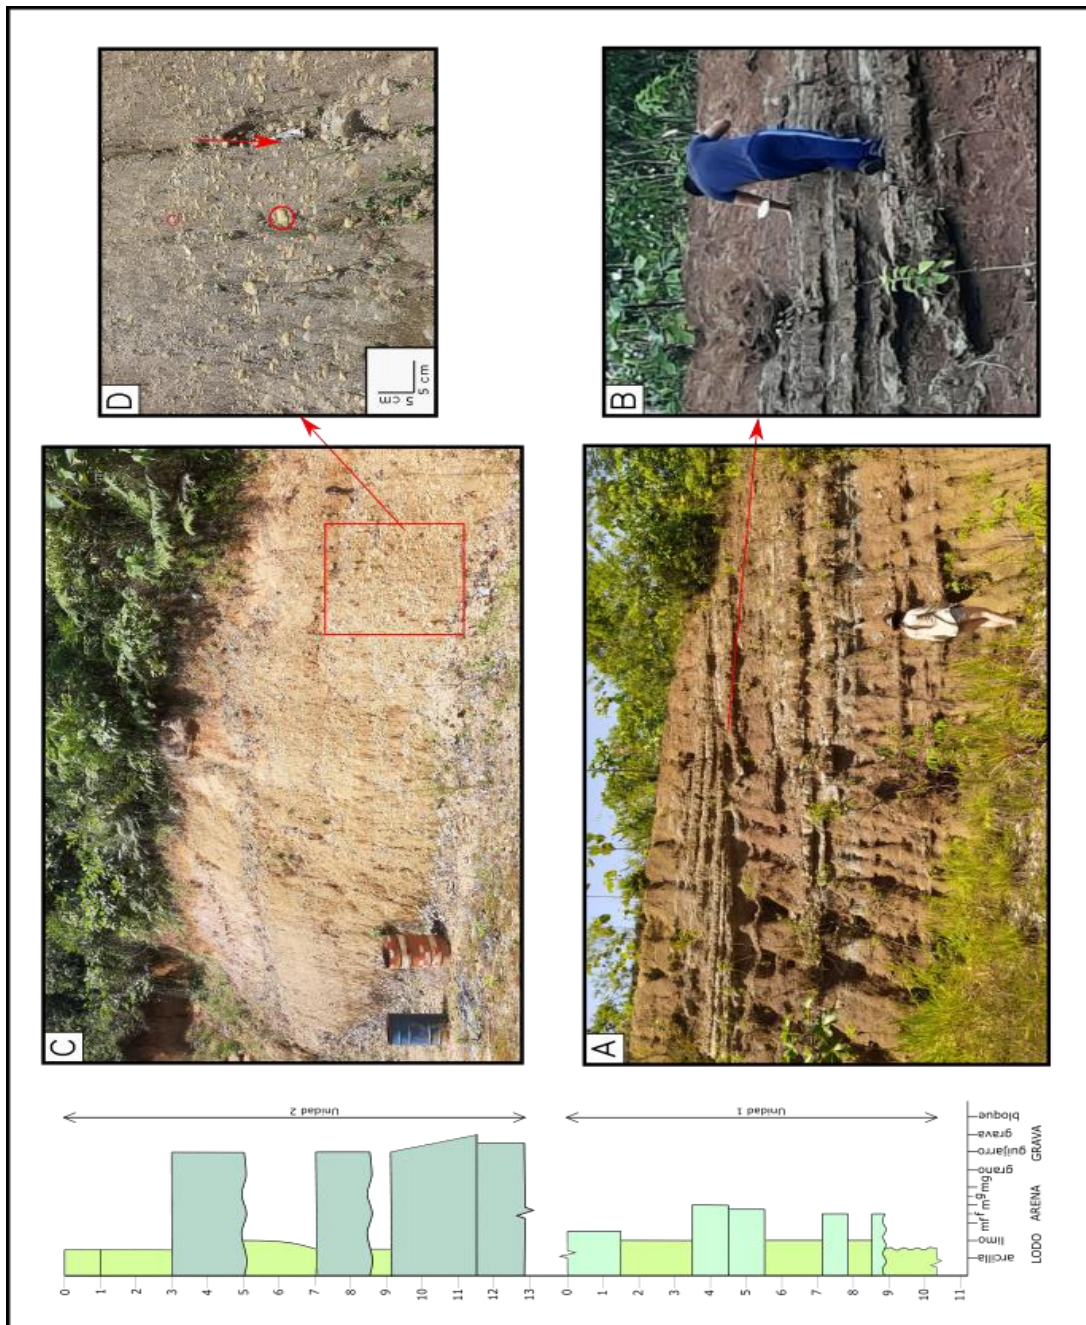 D
5 cm
5 cm
B
C
A
Unidad 2
Unidad 1
0
1
2
3
4
5
6
7
8
9
10
11
12
13
0
1
2
3
4
5
6
7
8
9
10
11
bloque
grava
guijarro
grano
mg
g
m
f
mf
limo
arcilla
GRAVA
ARENA
LODO